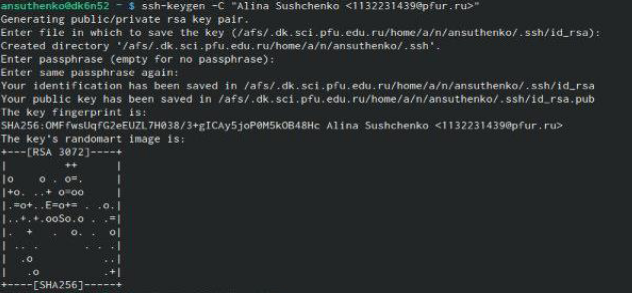 ansuthenko@dk6n52 ~ $ ssh-keygen -C "Alina Sushchenko <1132231439@pfur.ru>"
Generating public/private rsa key pair.
Enter file in which to save the key (/afs/.dk.sci.pfu.edu.ru/home/a/n/ansuthenko/.ssh/id_rsa):
Created directory '/afs/.dk.sci.pfu.edu.ru/home/a/n/ansuthenko/.ssh'.
Enter passphrase (empty for no passphrase):
Enter same passphrase again:
Your identification has been saved in /afs/.dk.sci.pfu.edu.ru/home/a/n/ansuthenko/.ssh/id_rsa
Your public key has been saved in /afs/.dk.sci.pfu.edu.ru/home/a/n/ansuthenko/.ssh/id_rsa.pub
The key fingerprint is:
SHA256:OMFfwsUqfG2eEUZL7H038/3+gICAy5joP0M5kOB48Hc Alina Sushchenko <1132231439@pfur.ru>
The key's randomart image is:
+---[RSA 3072]----+
|        ++       |
|o    o . o=.     |
|+o. ..+ o=oo     |
|.=o+..E=o+= . .o.|
|..+.+.ooSo.o . .=|
|.  +    . o. . o|
| .. .       . . .|
|  .o           ..|
|   .o          .+|
+----[SHA256]-----+